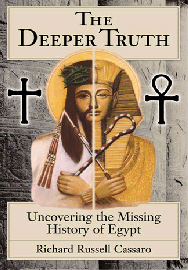 THE
DEEPER TRUTH
Uncovering the Missing
History of Egypt
Richard Russell Cassaro